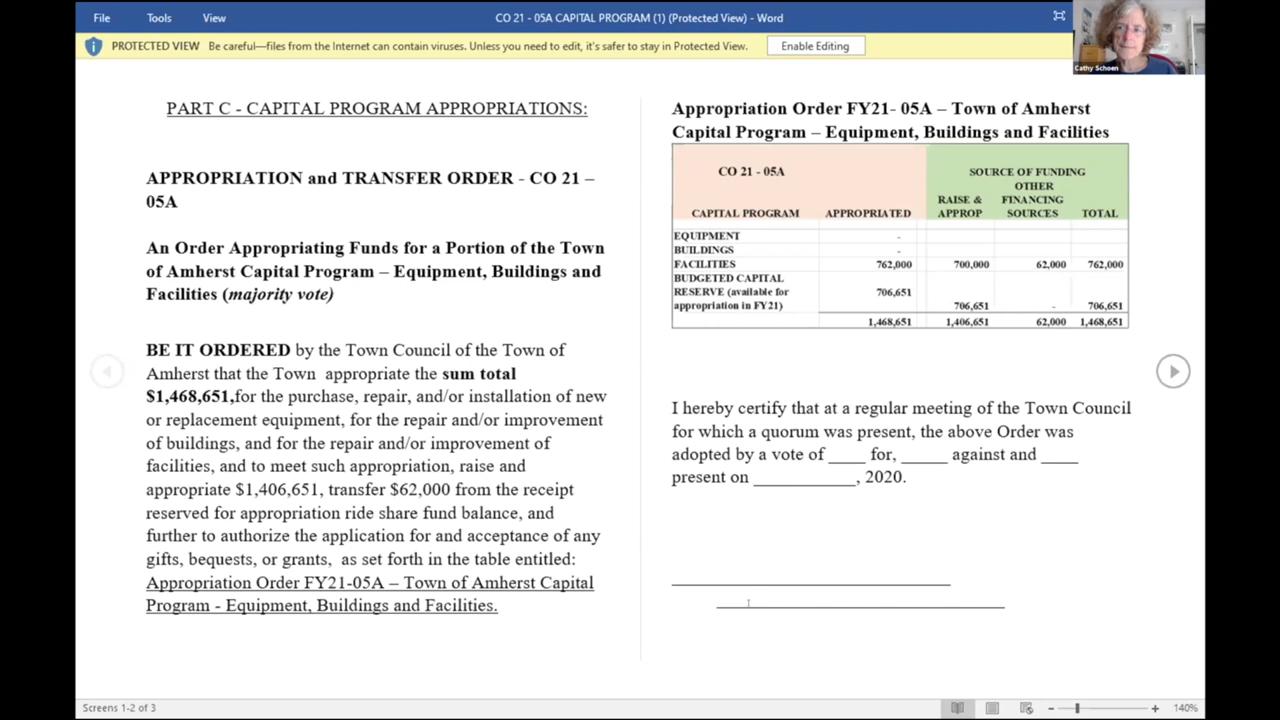 File Tools View CO 21 - 05A CAPITAL PROGRAM (1) (Protected View) - Word
PROTECTED VIEW Be careful—files from the Internet can contain viruses. Unless you need to edit, it's safer to stay in Protected View. Enable Editing
Cathy Schoen
PART C - CAPITAL PROGRAM APPROPRIATIONS:
APPROPRIATION and TRANSFER ORDER - CO 21 –
05A
An Order Appropriating Funds for a Portion of the Town
of Amherst Capital Program – Equipment, Buildings and
Facilities (majority vote)
BE IT ORDERED by the Town Council of the Town of
Amherst that the Town appropriate the sum total
$1,468,651,for the purchase, repair, and/or installation of new
or replacement equipment, for the repair and/or improvement
of buildings, and for the repair and/or improvement of
facilities, and to meet such appropriation, raise and
appropriate $1,406,651, transfer $62,000 from the receipt
reserved for appropriation ride share fund balance, and
further to authorize the application for and acceptance of any
gifts, bequests, or grants, as set forth in the table entitled:
Appropriation Order FY21-05A – Town of Amherst Capital
Program - Equipment, Buildings and Facilities.
Appropriation Order FY21- 05A – Town of Amherst
Capital Program – Equipment, Buildings and Facilities
CO 21 - 05A SOURCE OF FUNDING
OTHER
RAISE & FINANCING
CAPITAL PROGRAM APPROPRIATED APPROP SOURCES TOTAL
EQUIPMENT -
BUILDINGS -
FACILITIES 762,000 700,000 62,000 762,000
BUDGETED CAPITAL
RESERVE (available for 706,651
appropriation in FY21) 706,651 - 706,651
1,468,651 1,406,651 62,000 1,468,651
I hereby certify that at a regular meeting of the Town Council
for which a quorum was present, the above Order was
adopted by a vote of ____ for, _____ against and ____
present on ___________, 2020.
Screens 1-2 of 3 140%